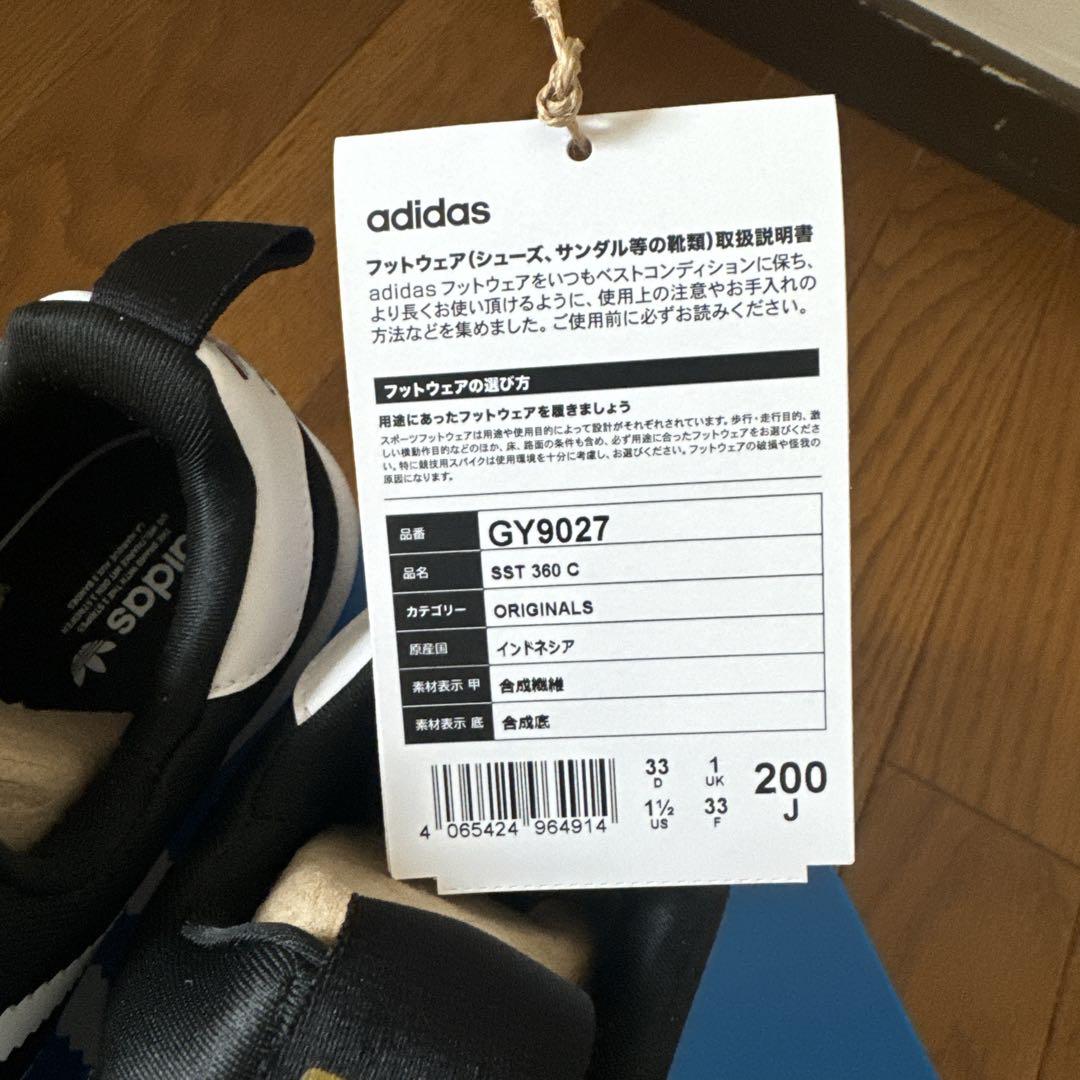 adidas
フットウェア(シューズ、サンダル等の靴類)取扱説明書
adidasフットウェアをいつもベストコンディションに保ち、
より長くお使い頂けるように、使用上の注意やお手入れの
方法などを集めました。ご使用前に必ずお読みください。
フットウェアの選び方
用途にあったフットウェアを履きましょう
スポーツフットウェアは用途や使用目的によって設計がそれぞれされています。歩行・走行目的、激
しい横動作目的などのほか、床、路面の条件も含め、必ず用途に合ったフットウェアをお選びくださ
い。特に競技用スパイクは使用環境を十分に考慮し、お選びください。フットウェアの破損や怪我の
原因になります。
品番 GY9027
品名 SST 360 C
カテゴリー ORIGINALS
原産国 インドネシア
素材表示 甲 合成繊維
素材表示 底 合成底
33 D 1 UK
1½ US 33 F
200 J
4 065424 964914
adidas
THE BRAND WITH THE 3 STRIPES